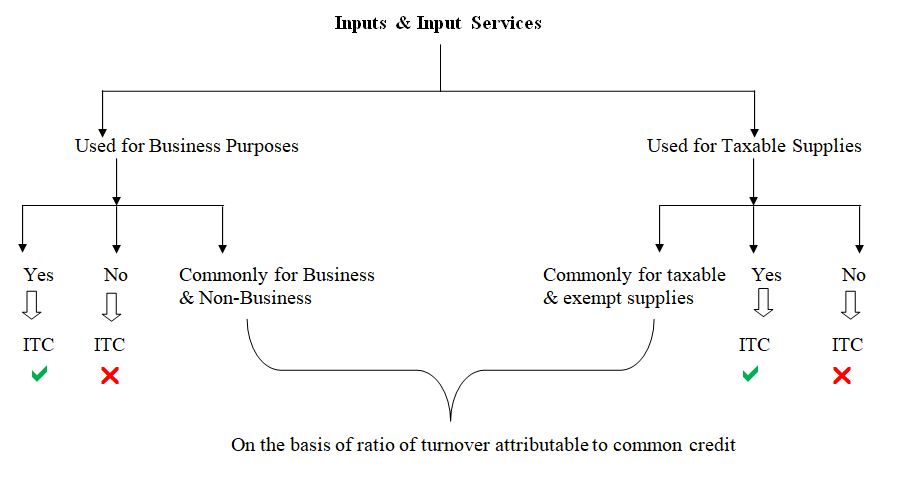 Inputs & Input Services
Used for Business Purposes
Used for Taxable Supplies
Yes
No
Commonly for Business
& Non-Business
Commonly for taxable
& exempt supplies
Yes
No
ITC
ITC
ITC
ITC
On the basis of ratio of turnover attributable to common credit